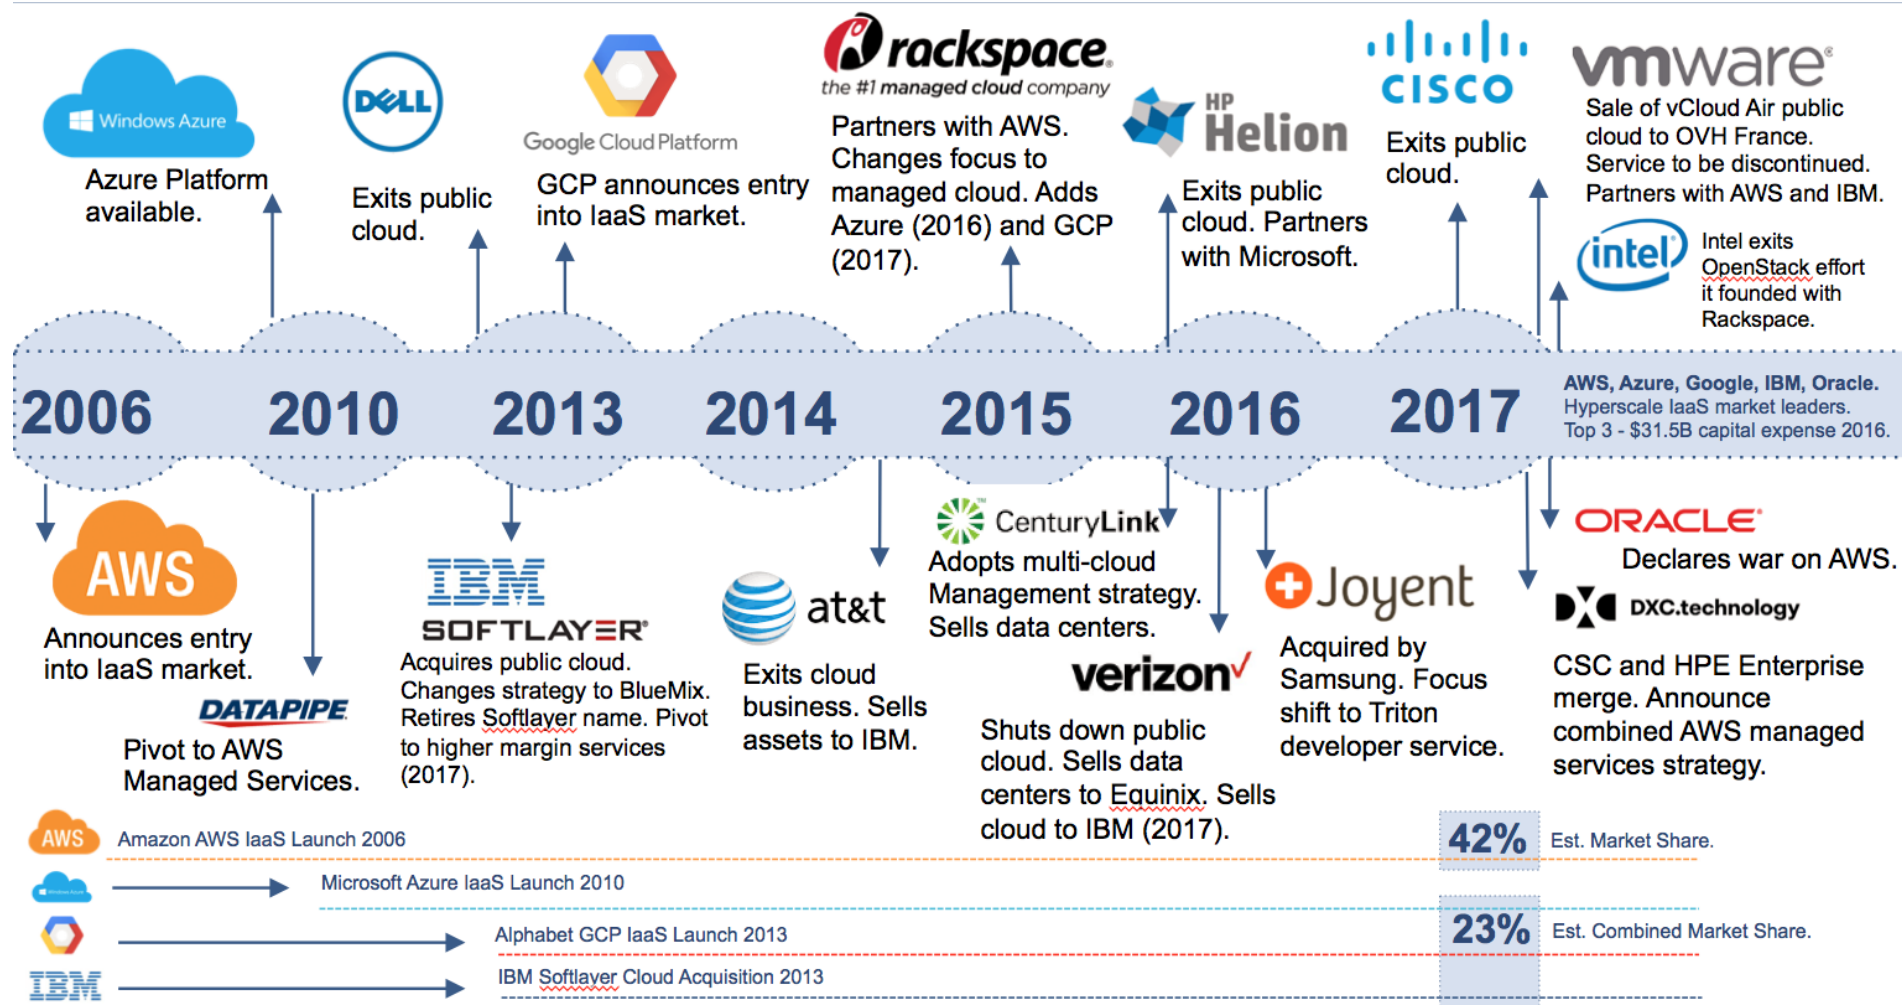 Windows Azure
Azure Platform
available.
DELL
Exits public
cloud.
Google Cloud Platform
GCP announces entry
into IaaS market.
rackspace®
the #1 managed cloud company
Partners with AWS.
Changes focus to
managed cloud. Adds
Azure (2016) and GCP
(2017).
HP
Helion
Exits public
cloud. Partners
with Microsoft.
CISCO
Exits public
cloud.
vmware®
Sale of vCloud Air public
cloud to OVH France.
Service to be discontinued.
Partners with AWS and IBM.
intel®
Intel exits
OpenStack effort
it founded with
Rackspace.
2006
2010
2013
2014
2015
2016
2017
AWS, Azure, Google, IBM, Oracle.
Hyperscale IaaS market leaders.
Top 3 - $31.5B capital expense 2016.
AWS
Announces entry
into IaaS market.
DATAPIPE
Pivot to AWS
Managed Services.
IBM
SOFTLAYER®
Acquires public cloud.
Changes strategy to BlueMix.
Retires Softlayer name. Pivot
to higher margin services
(2017).
at&t
Exits cloud
business. Sells
assets to IBM.
CenturyLink™
Adopts multi-cloud
Management strategy.
Sells data centers.
verizon
Shuts down public
cloud. Sells data
centers to Equinix. Sells
cloud to IBM (2017).
Joyent
Acquired by
Samsung. Focus
shift to Triton
developer service.
ORACLE®
Declares war on AWS.
DXC.technology
CSC and HPE Enterprise
merge. Announce
combined AWS managed
services strategy.
AWS
Amazon AWS IaaS Launch 2006
42%
Est. Market Share.
Windows Azure
Microsoft Azure IaaS Launch 2010
Alphabet GCP IaaS Launch 2013
23%
Est. Combined Market Share.
IBM
IBM Softlayer Cloud Acquisition 2013